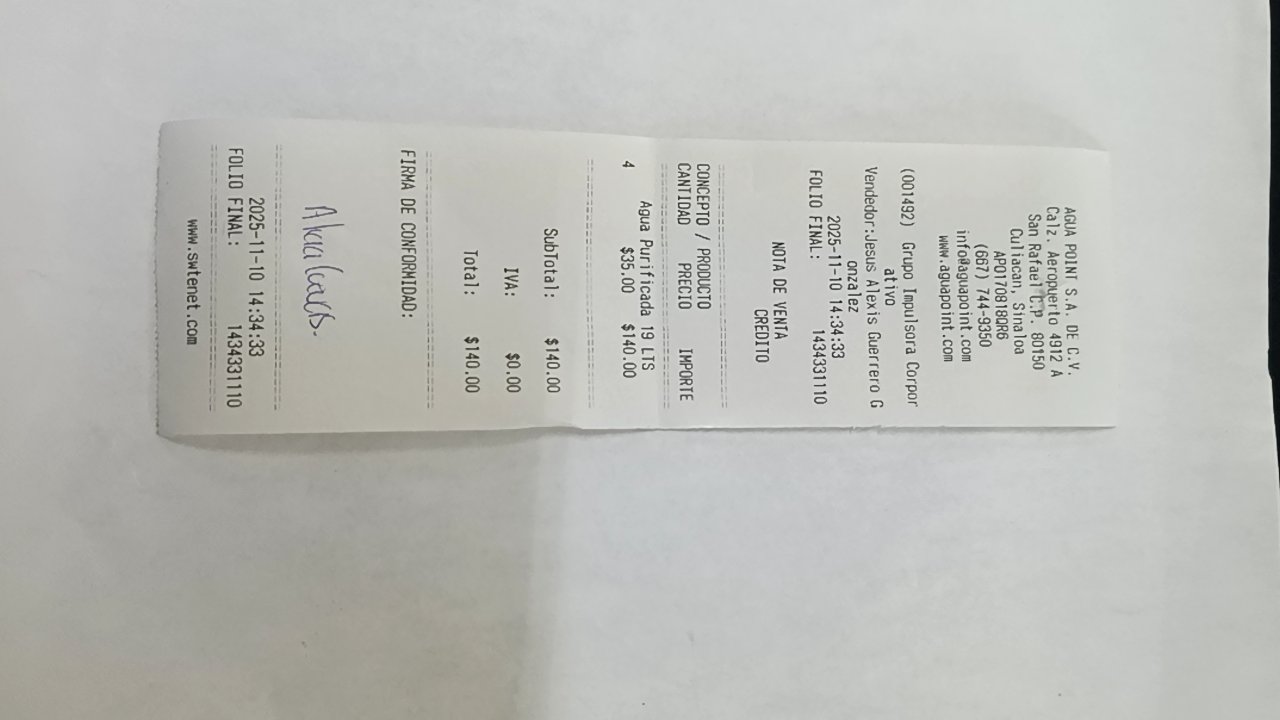 AGUA POINT S.A. DE C.V.
Calz. Aeropuerto 4912 A
San Rafael C.P. 80150
Culiacan, Sinaloa
APO170818QR6
(667) 744-9350
info@aguapoint.com
www.aguapoint.com
(001492) Grupo Impulsora Corpor
ativo
Vendedor:Jesus Alexis Guerrero G
onzalez
2025-11-10 14:34:33
FOLIO FINAL: 1434331110
NOTA DE VENTA
CREDITO
CONCEPTO / PRODUCTO
CANTIDAD PRECIO IMPORTE
Agua Purificada 19 LTS
4 $35.00 $140.00
SubTotal: $140.00
IVA: $0.00
Total: $140.00
FIRMA DE CONFORMIDAD:
2025-11-10 14:34:33
FOLIO FINAL: 1434331110
www.swtenet.com